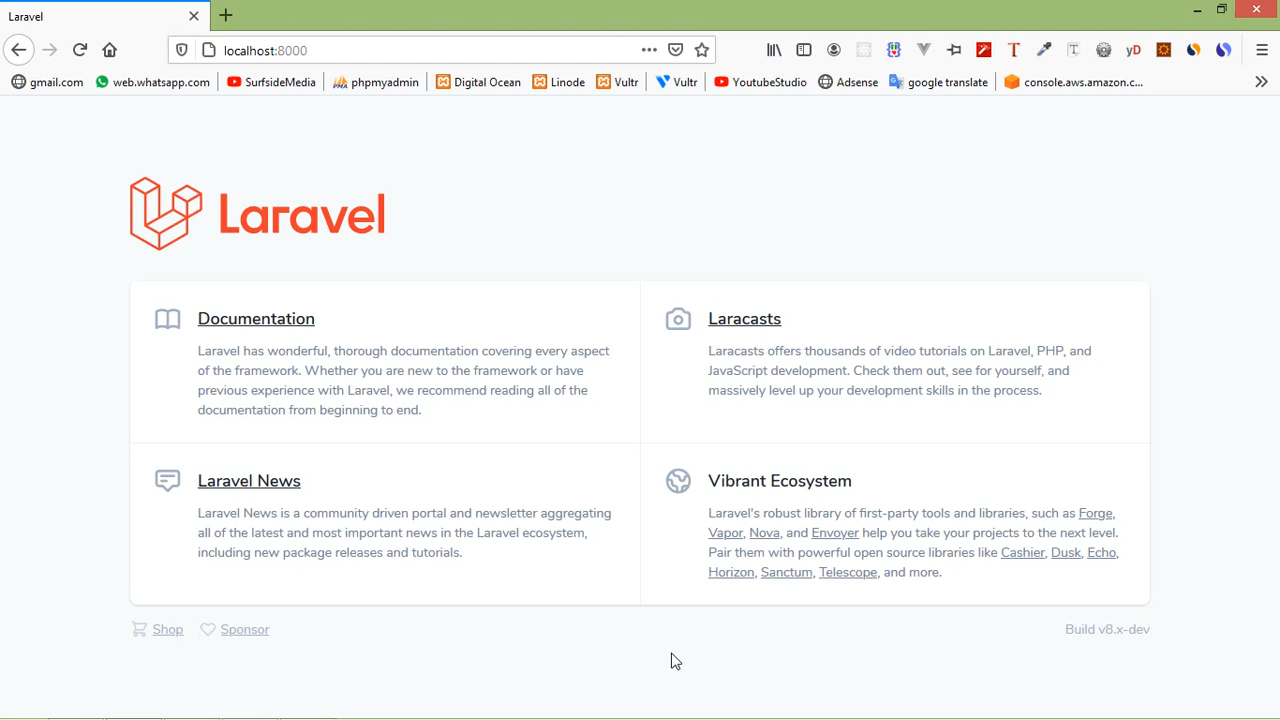 Laravel
localhost:8000
gmail.com web.whatsapp.com SurfsideMedia phpmyadmin Digital Ocean Linode Vultr Vultr YoutubeStudio Adsense google translate console.aws.amazon.c...
Laravel
Documentation
Laravel has wonderful, thorough documentation covering every aspect
of the framework. Whether you are new to the framework or have
previous experience with Laravel, we recommend reading all of the
documentation from beginning to end.
Laracasts
Laracasts offers thousands of video tutorials on Laravel, PHP, and
JavaScript development. Check them out, see for yourself, and
massively level up your development skills in the process.
Laravel News
Laravel News is a community driven portal and newsletter aggregating
all of the latest and most important news in the Laravel ecosystem,
including new package releases and tutorials.
Vibrant Ecosystem
Laravel's robust library of first-party tools and libraries, such as Forge,
Vapor, Nova, and Envoyer help you take your projects to the next level.
Pair them with powerful open source libraries like Cashier, Dusk, Echo,
Horizon, Sanctum, Telescope, and more.
Shop Sponsor
Build v8.x-dev